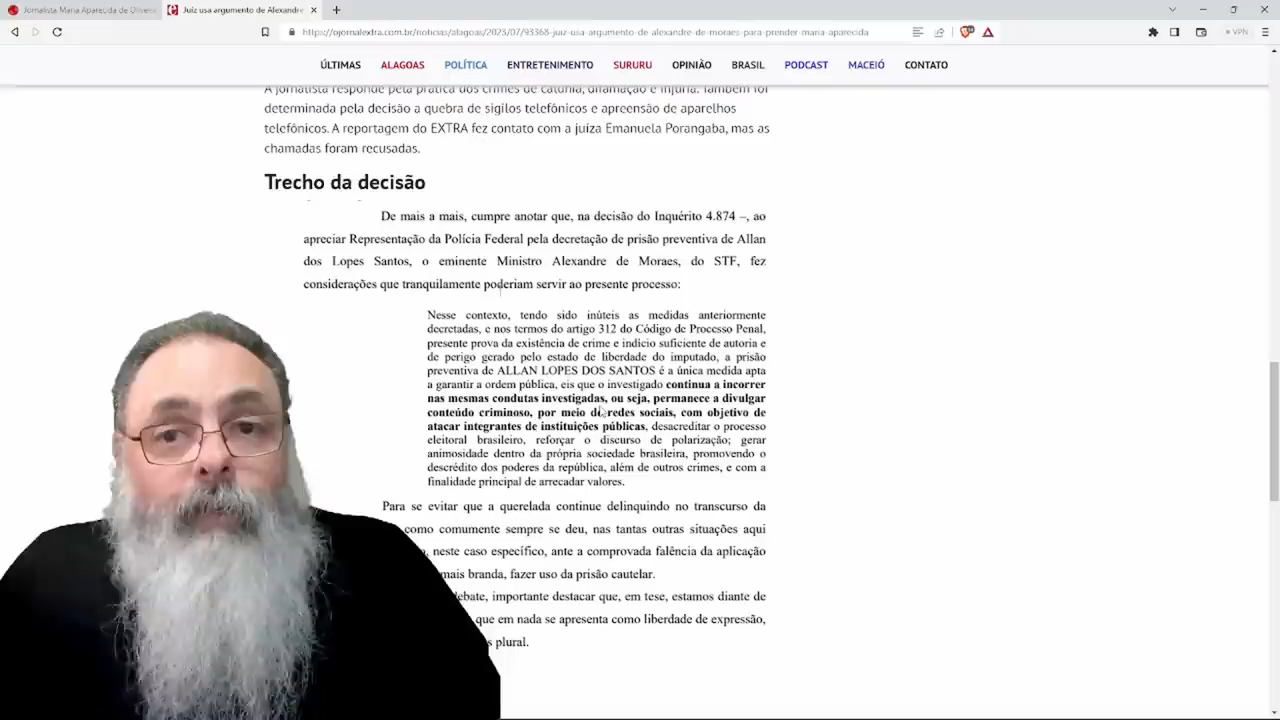 Jornalista Maria Aparecida de Oliveira
Juiz usa argumento de Alexandre
https://ojornalextra.com.br/noticias/alagoas/2023/07/93368-juiz-usa-argumento-de-alexandre-de-moraes-para-prender-maria-aparecida
VPN
ÚLTIMAS ALAGOAS POLÍTICA ENTRETENIMENTO SURURU OPINIÃO BRASIL PODCAST MACEIÓ CONTATO
A jornalista responde pela prática dos crimes de calúnia, difamação e injúria. Também foi
determinada pela decisão a quebra de sigilos telefônicos e apreensão de aparelhos
telefônicos. A reportagem do EXTRA fez contato com a juíza Emanuela Porangaba, mas as
chamadas foram recusadas.
Trecho da decisão
De mais a mais, cumpre anotar que, na decisão do Inquérito 4.874 –, ao
apreciar Representação da Polícia Federal pela decretação de prisão preventiva de Allan
dos Lopes Santos, o eminente Ministro Alexandre de Moraes, do STF, fez
considerações que tranquilamente poderiam servir ao presente processo:
Nesse contexto, tendo sido inúteis as medidas anteriormente
decretadas, e nos termos do artigo 312 do Código de Processo Penal,
presente prova da existência de crime e indício suficiente de autoria e
de perigo gerado pelo estado de liberdade do imputado, a prisão
preventiva de ALLAN LOPES DOS SANTOS é a única medida apta
a garantir a ordem pública, eis que o investigado continua a incorrer
nas mesmas condutas investigadas, ou seja, permanece a divulgar
conteúdo criminoso, por meio de redes sociais, com objetivo de
atacar integrantes de instituições públicas, desacreditar o processo
eleitoral brasileiro, reforçar o discurso de polarização; gerar
animosidade dentro da própria sociedade brasileira, promovendo o
descrédito dos poderes da república, além de outros crimes, e com a
finalidade principal de arrecadar valores.
Para se evitar que a querelada continue delinquindo no transcurso da
como comumente sempre se deu, nas tantas outras situações aqui
neste caso específico, ante a comprovada falência da aplicação
mais branda, fazer uso da prisão cautelar.
debate, importante destacar que, em tese, estamos diante de
que em nada se apresenta como liberdade de expressão,
plural.